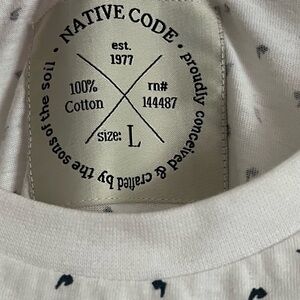 • NATIVE CODE •
proudly conceived & crafted by the sons of the soil
est.
1977
100%
Cotton
rn#
144487
size: L